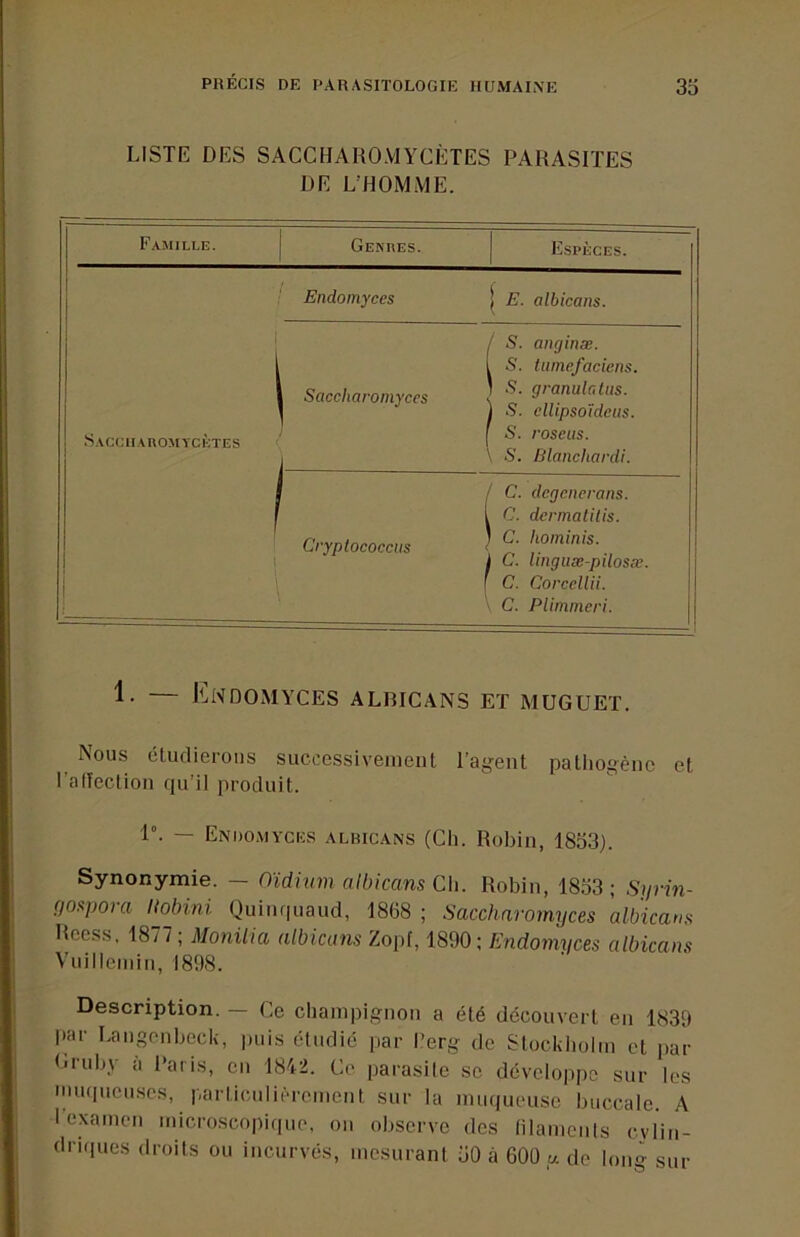 PRÉCIS DE PARASITOLOGIE HUMAINE 35
LISTE DES SACCHAROMYCÈTES PARASITES
DE L'HOMME.
FAMILLE. GENRES. ESPÈCES.
Endomyces E. albicans.
S. anginæ.
S. tumefaciens.
Saccharomyces S. granulatus.
S. ellipsoïdeus.
SACCHAROMYCÈTES S. roseus.
S. Blanchardi.
C. degenerans.
C. dermatitis.
Cryptococcus C. hominis.
C. linguæ-pilosæ.
C. Corcellii.
C. Plimmeri.
1. — ENDOMYCES ALBICANS ET MUGUET.
Nous étudierons successivement l'agent pathogène et
l'affection qu'il produit.
1°. — ENDOMYCES ALBICANS (Ch. Robin, 1853).
Synonymie. — Oïdium albicans Ch. Robin, 1853 ; Syrin-
gospora Robini Quinquaud, 1868 ; Saccharomyces albicans
Reess, 1877 ; Monilia albicans Zopf, 1890 ; Endomyces albicans
Vuillemin, 1898.
Description. — Ce champignon a été découvert en 1839
par Langenbeck, puis étudié par Berg de Stockholm et par
Gruby à Paris, en 1842. Ce parasite se développe sur les
muqueuses, particulièrement sur la muqueuse buccale. A
l'examen microscopique, on observe des filaments cylin-
driques droits ou incurvés, mesurant 50 à 600 µ de long sur